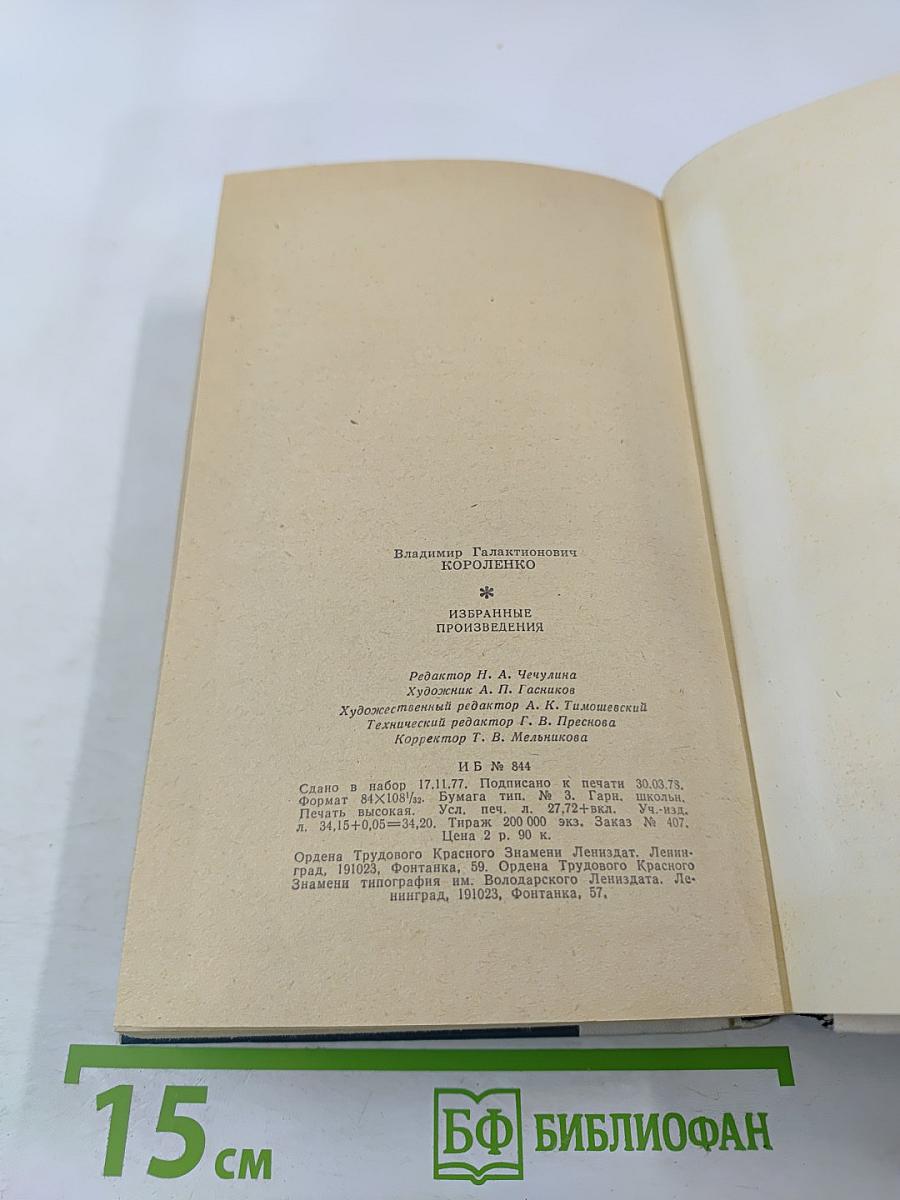 Владимир Галактионович
КОРОЛЕНКО
*
ИЗБРАННЫЕ
ПРОИЗВЕДЕНИЯ
Редактор Н. А. Чечулина
Художник А. П. Гасников
Художественный редактор А. К. Тимошевский
Технический редактор Г. В. Преснова
Корректор Т. В. Мельникова
ИБ № 844
Сдано в набор 17.11.77. Подписано к печати 30.03.78.
Формат 84×108¹/₃₂. Бумага тип. № 3. Гарн. школьн.
Печать высокая. Усл. печ. л. 27,72+вкл. Уч.-изд.
л. 34,15+0,05=34,20. Тираж 200 000 экз. Заказ № 407.
Цена 2 р. 90 к.
Ордена Трудового Красного Знамени Лениздат. Ленин-
град, 191023, Фонтанка, 59. Ордена Трудового Красного
Знамени типография им. Володарского Лениздата. Ле-
нинград, 191023, Фонтанка, 57.
15 см
БФ БИБЛИОФАН